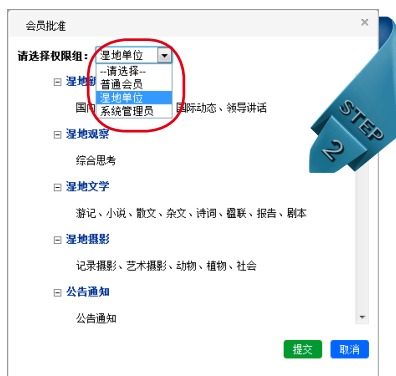 会员批准
×
请选择权限组： 湿地单位
--请选择--
普通会员
湿地单位
系统管理员
湿地
国
国际动态、领导讲话
湿地观察
综合思考
湿地文学
游记、小说、散文、杂文、诗词、楹联、报告、剧本
湿地摄影
记录摄影、艺术摄影、动物、植物、社会
公告通知
公告通知
提交 取消
STEP
2